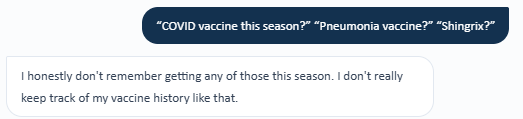 “COVID vaccine this season?” “Pneumonia vaccine?” “Shingrix?”
I honestly don't remember getting any of those this season. I don't really
keep track of my vaccine history like that.